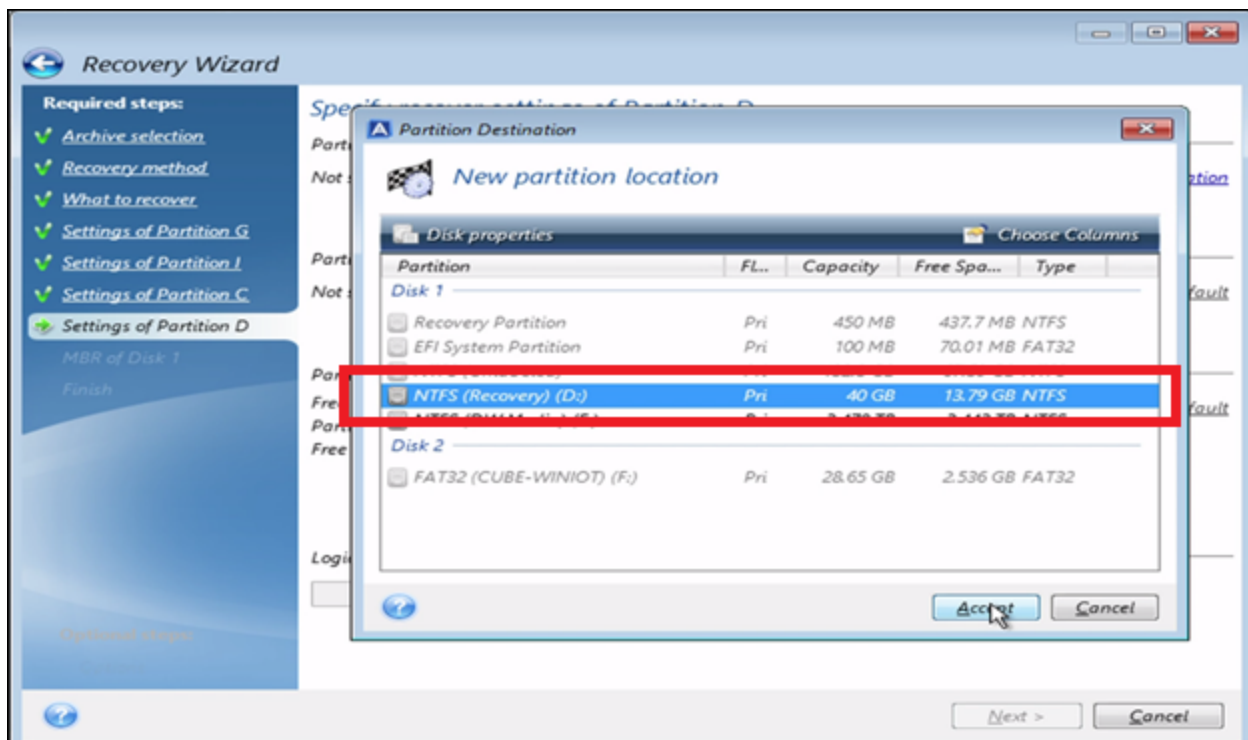 Recovery Wizard
Required steps:
Archive selection
Recovery method
What to recover
Settings of Partition G
Settings of Partition I
Settings of Partition C
Settings of Partition D
MBR of Disk 1
Finish
Partition Destination
New partition location
Disk properties Choose Columns
Partition FL... Capacity Free Spa... Type
Disk 1
Recovery Partition Pri 450 MB 437.7 MB NTFS
EFI System Partition Pri 100 MB 70.01 MB FAT32
NTFS (Recovery) (D:) Pri 40 GB 13.79 GB NTFS
Disk 2
FAT32 (CUBE-WINIOT) (F:) Pri 28.65 GB 2.536 GB FAT32
Accept Cancel
Free
Next > Cancel